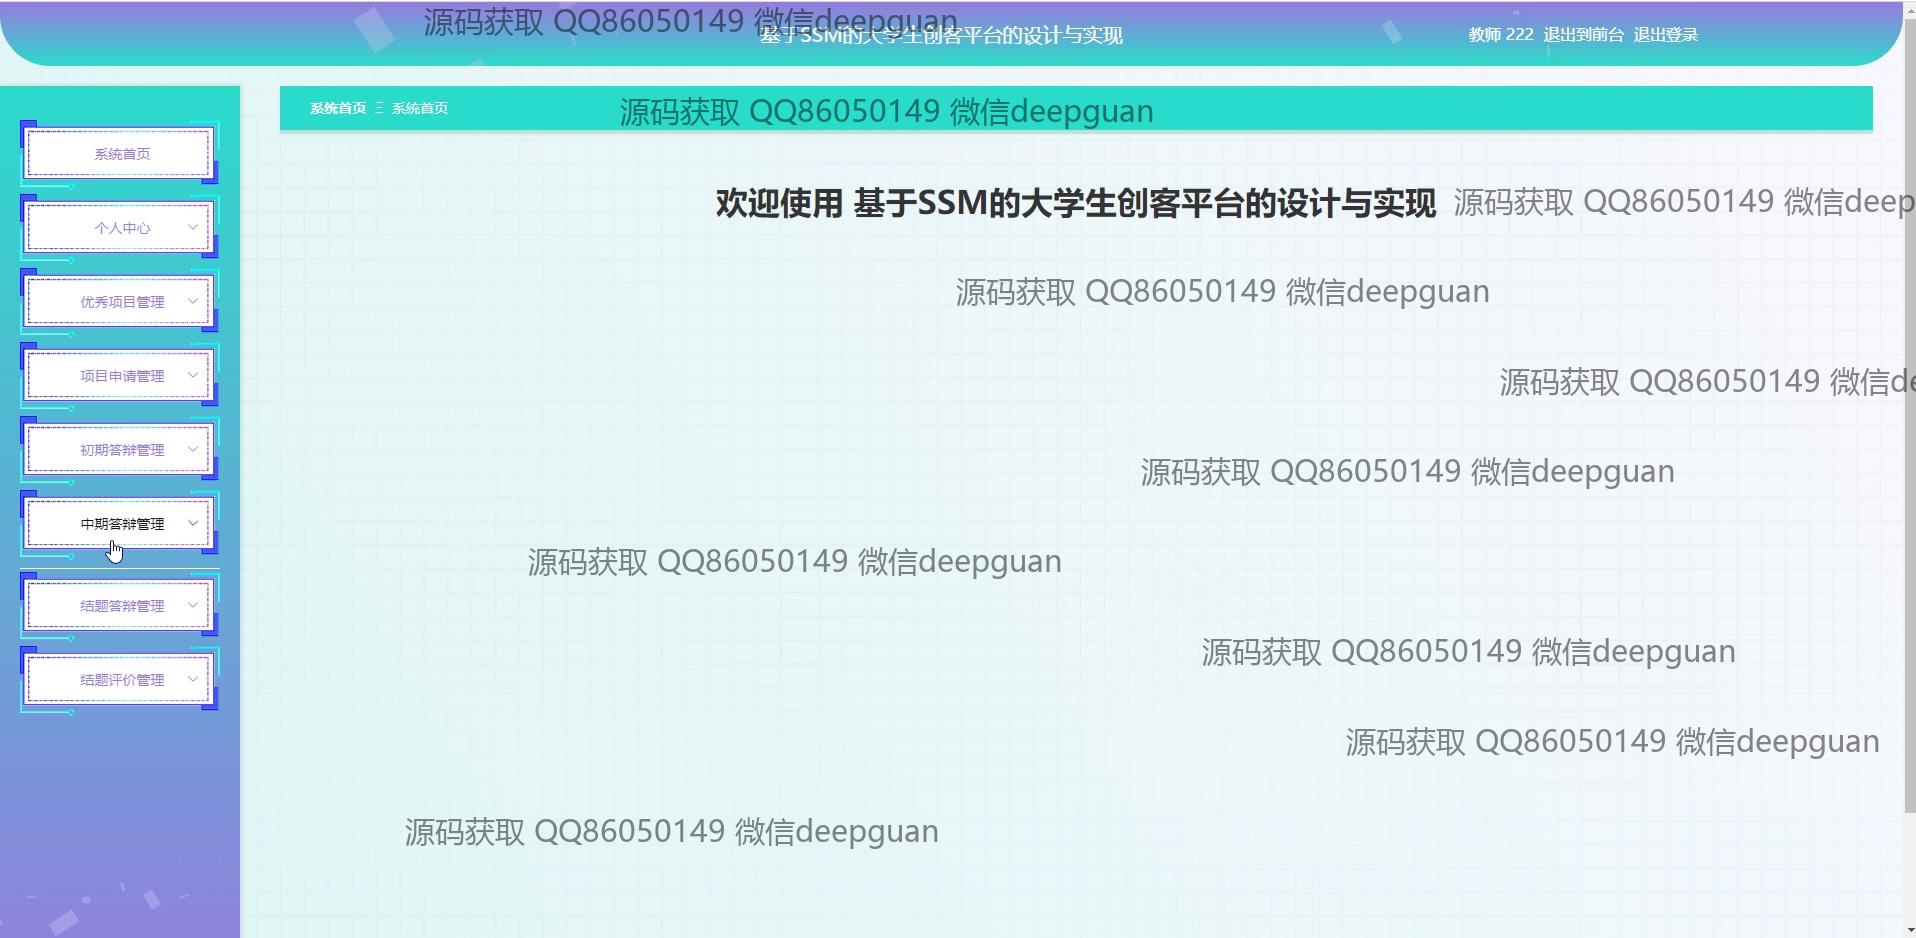 源码获取 QQ86050149 微信deepguan
基于SSM的大学生创客平台的设计与实现
教师 222 退出到前台 退出登录
系统首页 系统首页
源码获取 QQ86050149 微信deepguan
系统首页
欢迎使用 基于SSM的大学生创客平台的设计与实现
源码获取 QQ86050149 微信deep
个人中心
源码获取 QQ86050149 微信deepguan
优秀项目管理
项目申请管理
源码获取 QQ86050149 微信de
初期答辩管理
源码获取 QQ86050149 微信deepguan
中期答辩管理
源码获取 QQ86050149 微信deepguan
结题答辩管理
源码获取 QQ86050149 微信deepguan
结题评价管理
源码获取 QQ86050149 微信deepguan
源码获取 QQ86050149 微信deepguan